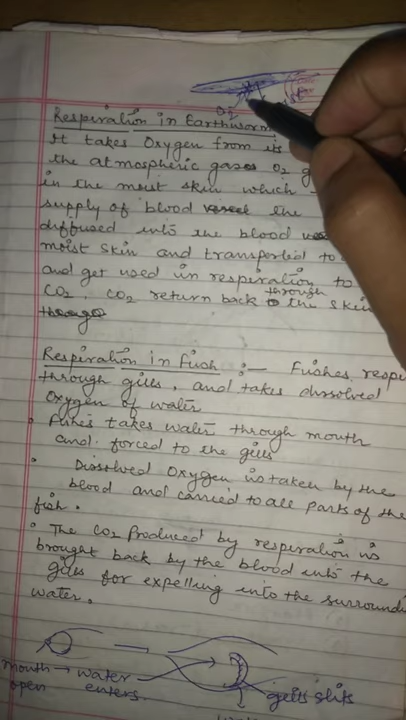 O2
Respiration in Earthworm
It takes Oxygen from its
the atmospheric gases O2 g
in the moist skin which
supply of blood the
diffused into the blood
moist skin and transported to
and get used in respiration to
CO2. CO2 return back through the skin
Respiration in fish :— Fishes respi
through gills. and takes dissolved
Oxygen of water
• fishes takes water through mouth
and forced to the gills
• Dissolved Oxygen is taken by the
blood and carried to all parts of the
fish.
• The CO2 Produced by respiration is
brought back by the blood into the
gills for expelling into the surroundi
water.
mouth → water
open enters.
gills slits